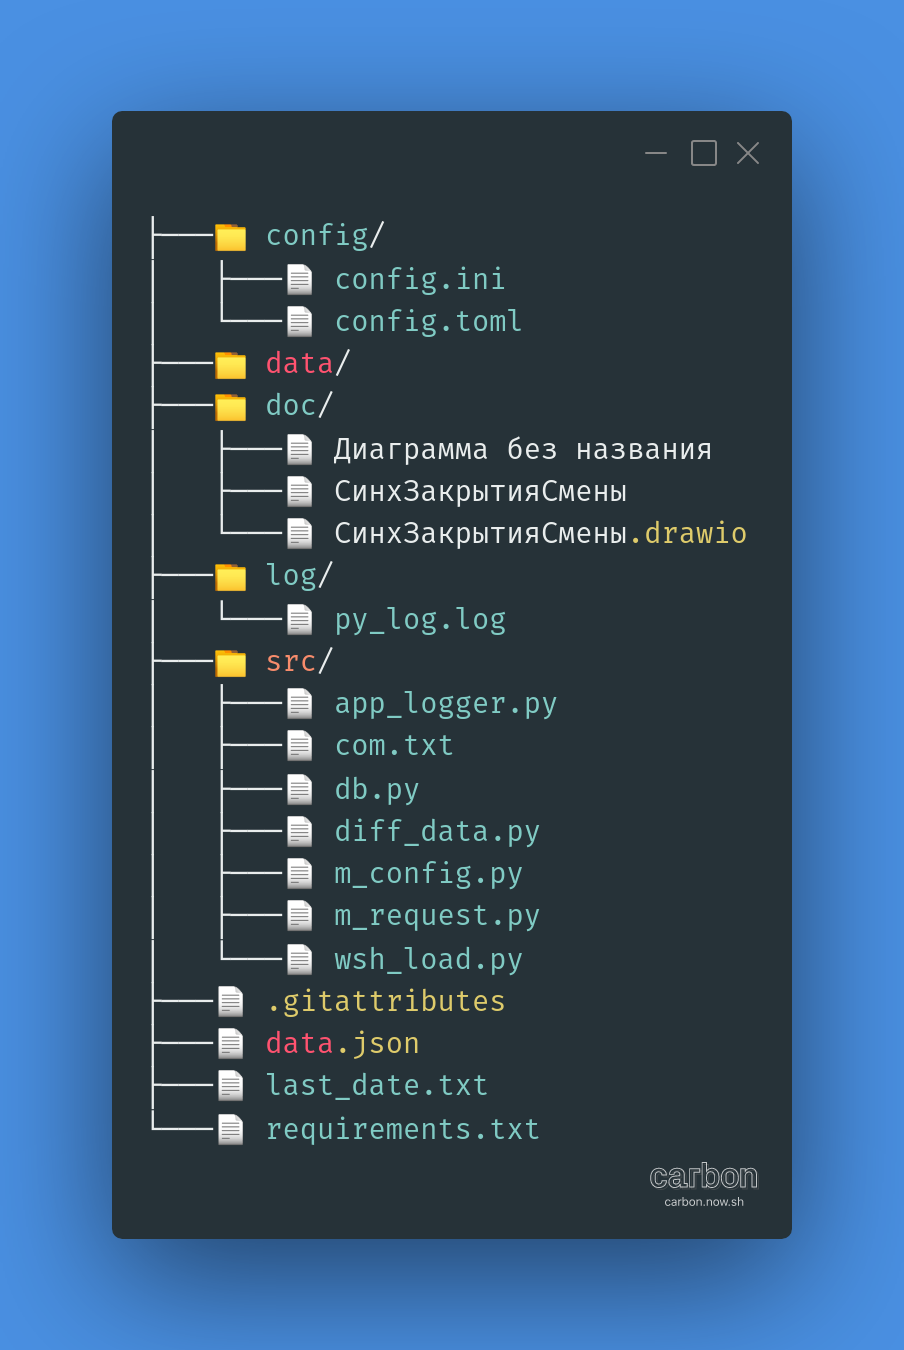 config/
config.ini
config.toml
data/
doc/
Диаграмма без названия
СинхЗакрытияСмены
СинхЗакрытияСмены.drawio
log/
py_log.log
src/
app_logger.py
com.txt
db.py
diff_data.py
m_config.py
m_request.py
wsh_load.py
.gitattributes
data.json
last_date.txt
requirements.txt
carbon
carbon.now.sh